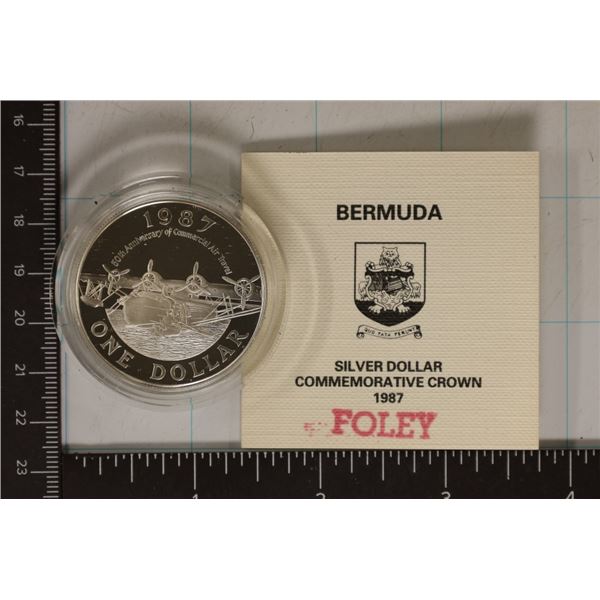 1987
50th Anniversary of Commercial Air Travel
ONE DOLLAR
BERMUDA
QUO FATA FERUNT
SILVER DOLLAR
COMMEMORATIVE CROWN
1987
FOLEY
16
17
18
19
20
21
22
23
1
2
3
4